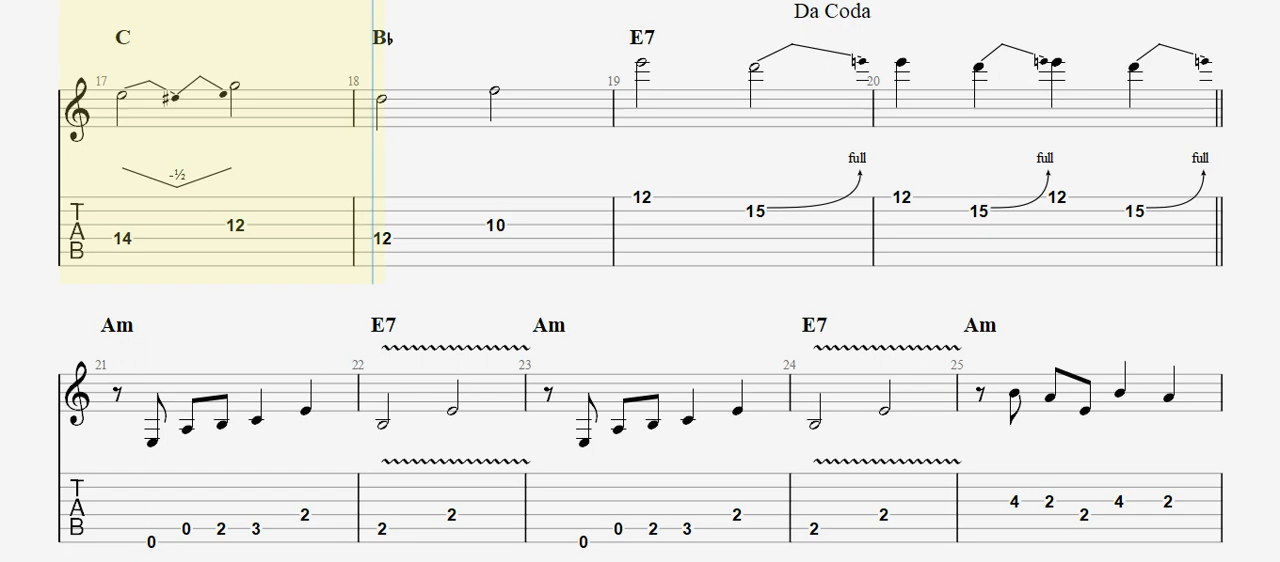 Da Coda
C B♭ E7
17 18 19 20
full full full
-½
12 12 12
15 15 15
12 10
14 12
T
A
B
Am E7 Am E7 Am
21 22 23 24 25
4 2 4 2
2 2 2 2 2
0 2 3 2 0 2 3 2
0 0
T
A
B